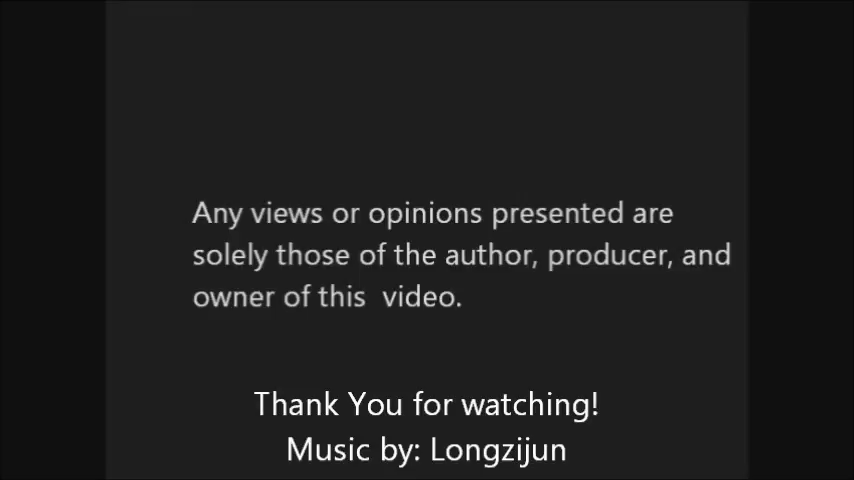 Any views or opinions presented are
solely those of the author, producer, and
owner of this  video.
Thank You for watching!
Music by: Longzijun